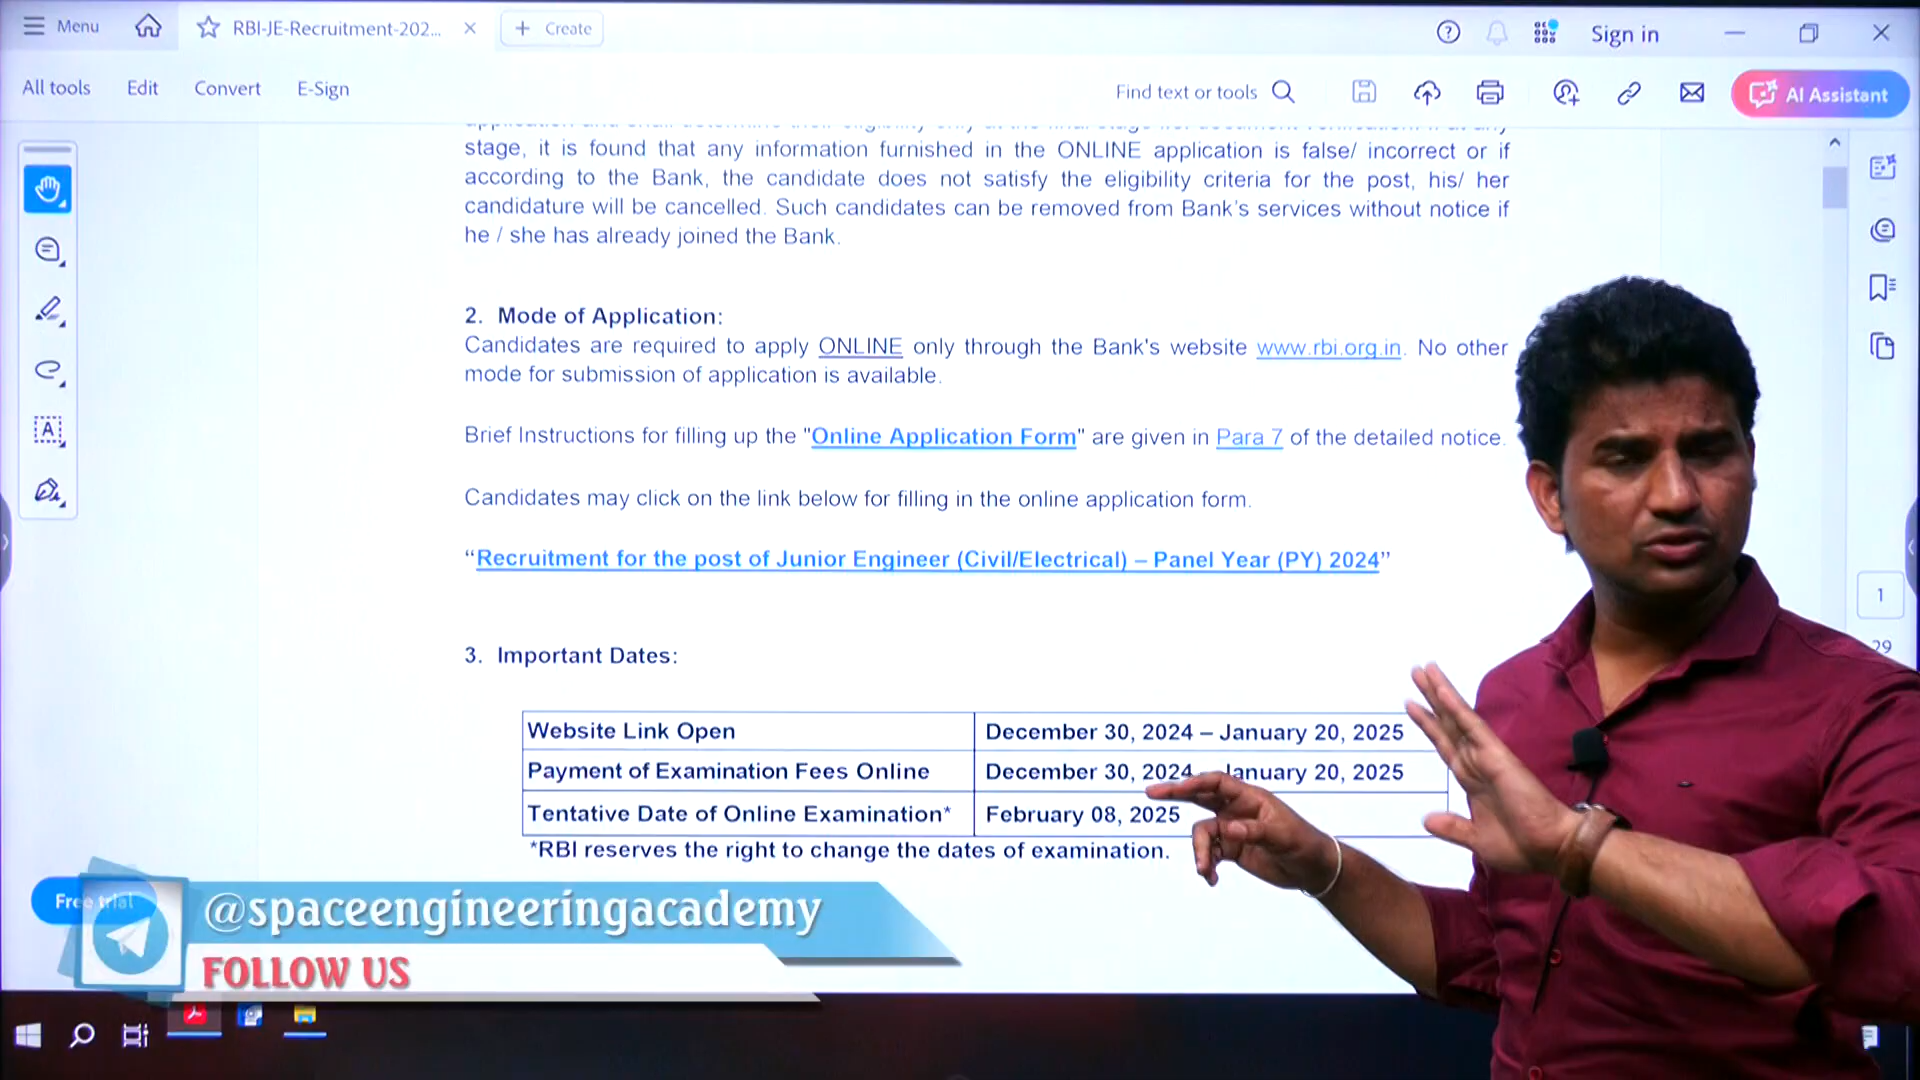 Menu
RBI-JE-Recruitment-202...
Create
Sign in
All tools
Edit
Convert
E-Sign
Find text or tools
AI Assistant
stage, it is found that any information furnished in the ONLINE application is false/ incorrect or if
according to the Bank, the candidate does not satisfy the eligibility criteria for the post, his/ her
candidature will be cancelled. Such candidates can be removed from Bank's services without notice if
he / she has already joined the Bank.
2. Mode of Application:
Candidates are required to apply ONLINE only through the Bank's website www.rbi.org.in. No other
mode for submission of application is available.
Brief Instructions for filling up the "Online Application Form" are given in Para 7 of the detailed notice.
Candidates may click on the link below for filling in the online application form.
“Recruitment for the post of Junior Engineer (Civil/Electrical) – Panel Year (PY) 2024”
1
29
3. Important Dates:
Website Link Open December 30, 2024 – January 20, 2025
Payment of Examination Fees Online December 30, 2024 – January 20, 2025
Tentative Date of Online Examination* February 08, 2025
*RBI reserves the right to change the dates of examination.
Free trial
@spaceengineeringacademy
FOLLOW US